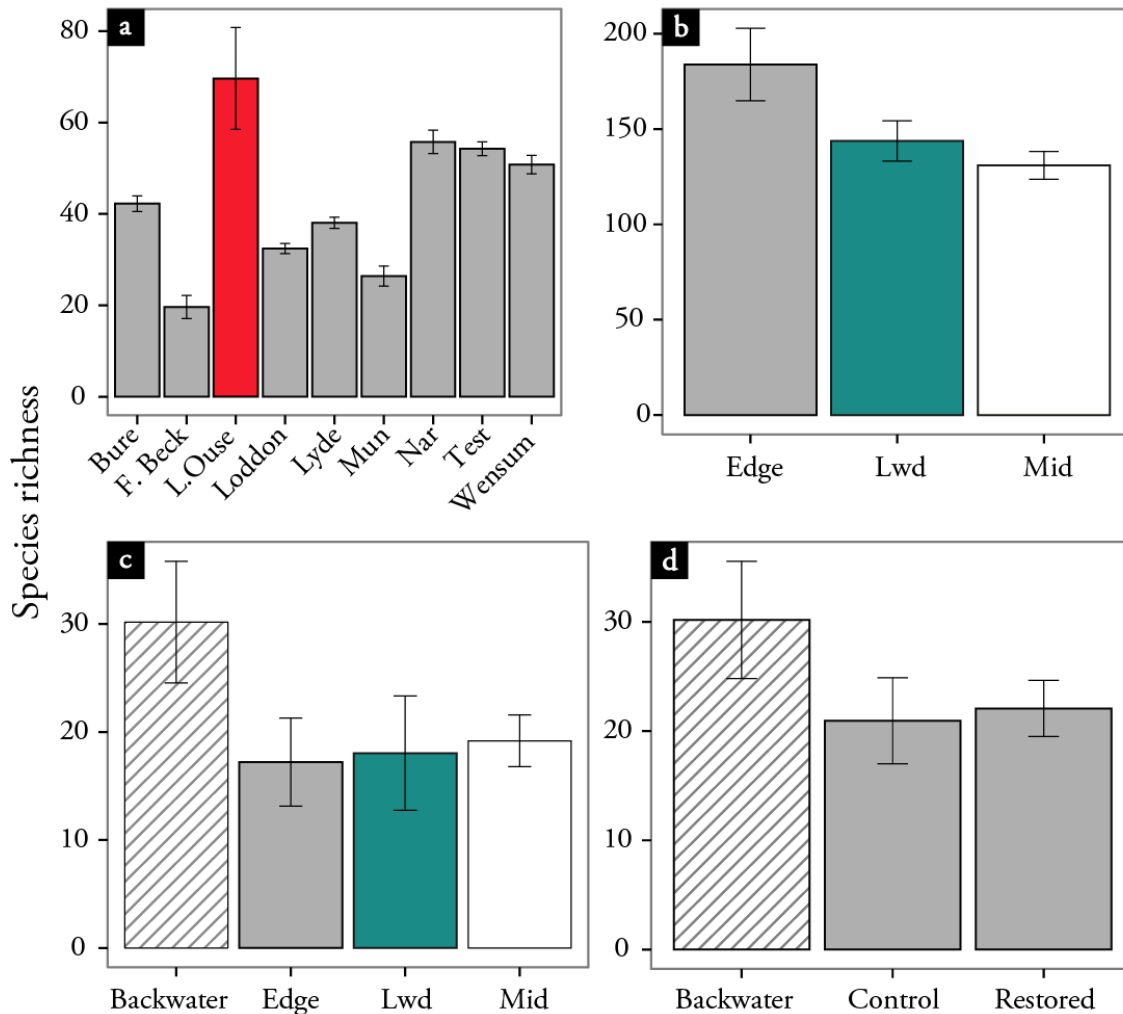 Species richness
a
80
60
40
20
0
Bure
F. Beck
L.Ouse
Loddon
Lyde
Mun
Nar
Test
Wensum
b
200
150
100
50
0
Edge Lwd Mid
c
30
20
10
0
Backwater Edge Lwd Mid
d
30
20
10
0
Backwater Control Restored